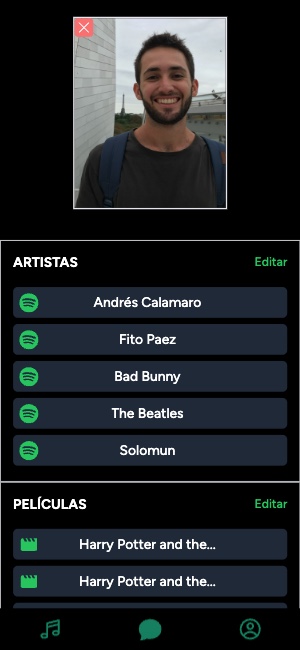 ARTISTAS
Editar
Andrés Calamaro
Fito Paez
Bad Bunny
The Beatles
Solomun
PELÍCULAS
Editar
Harry Potter and the...
Harry Potter and the...